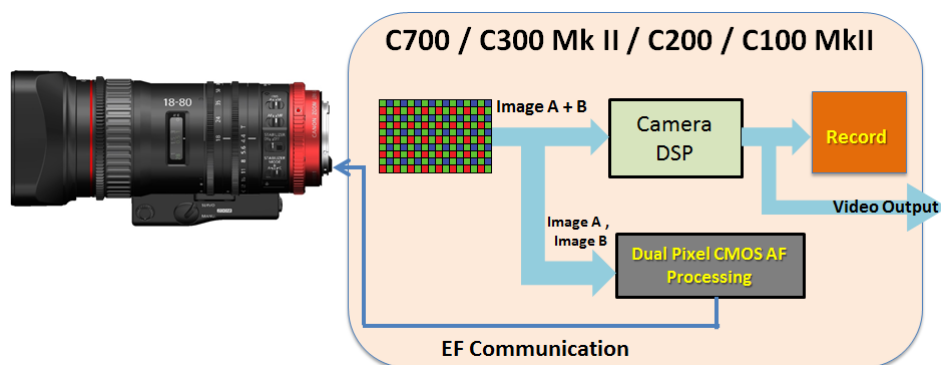 C700 / C300 Mk II / C200 / C100 MkII
18-80
Image A + B
Camera
DSP
Record
Video Output
Image A ,
Image B
Dual Pixel CMOS AF
Processing
EF Communication